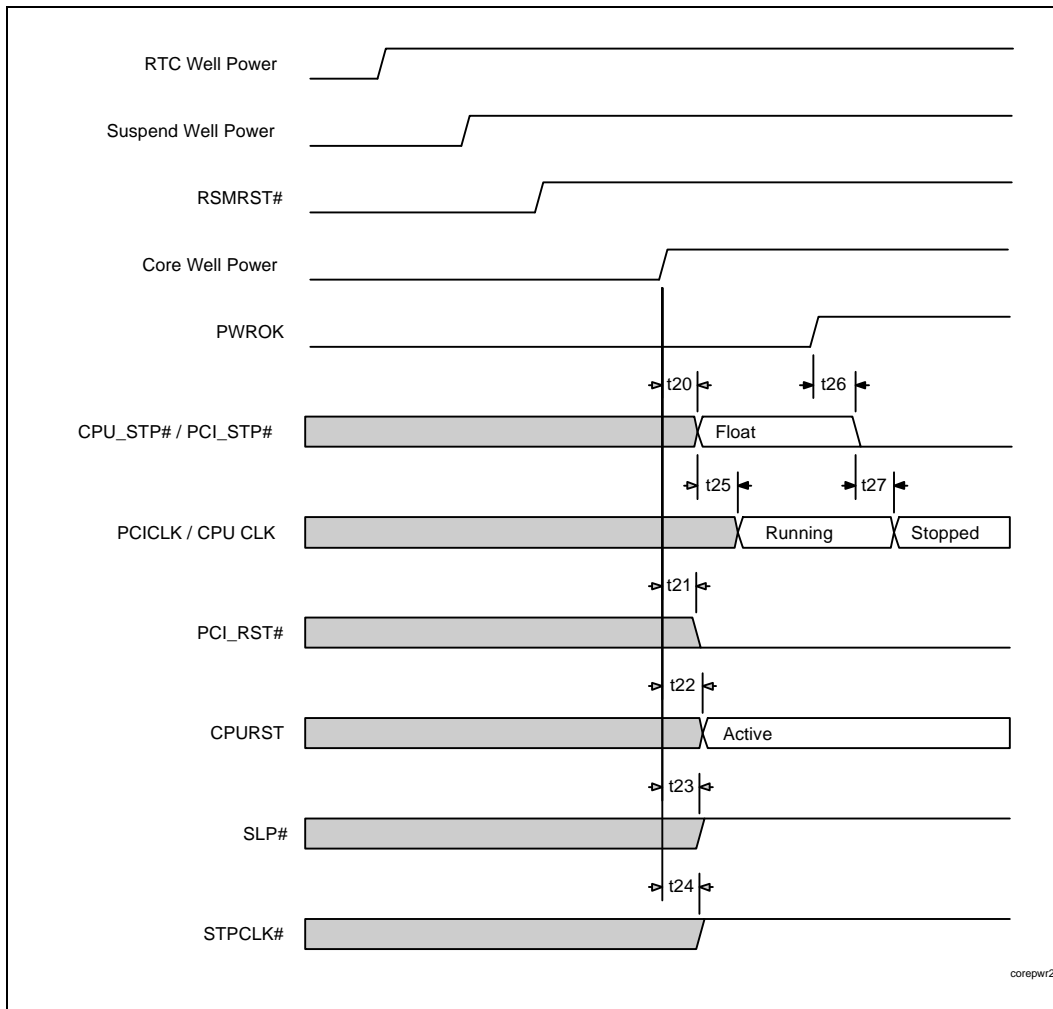 RTC Well Power
Suspend Well Power
RSMRST#
Core Well Power
PWROK
t20
t26
CPU_STP# / PCI_STP#
Float
t25
t27
PCICLK / CPU CLK
Running
Stopped
t21
PCI_RST#
t22
CPURST
Active
t23
SLP#
t24
STPCLK#
corepwr2